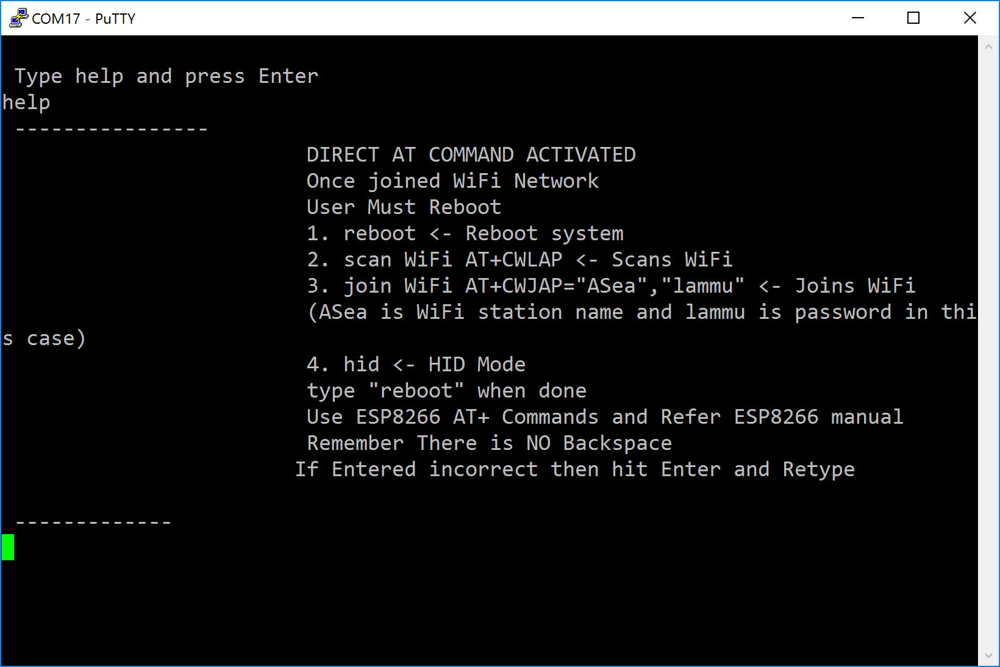 COM17 - PuTTY
Type help and press Enter
help
----------------
DIRECT AT COMMAND ACTIVATED
Once joined WiFi Network
User Must Reboot
1. reboot <- Reboot system
2. scan WiFi AT+CWLAP <- Scans WiFi
3. join WiFi AT+CWJAP="ASea","lammu" <- Joins WiFi
(ASea is WiFi station name and lammu is password in thi
s case)
4. hid <- HID Mode
type "reboot" when done
Use ESP8266 AT+ Commands and Refer ESP8266 manual
Remember There is NO Backspace
If Entered incorrect then hit Enter and Retype
-------------